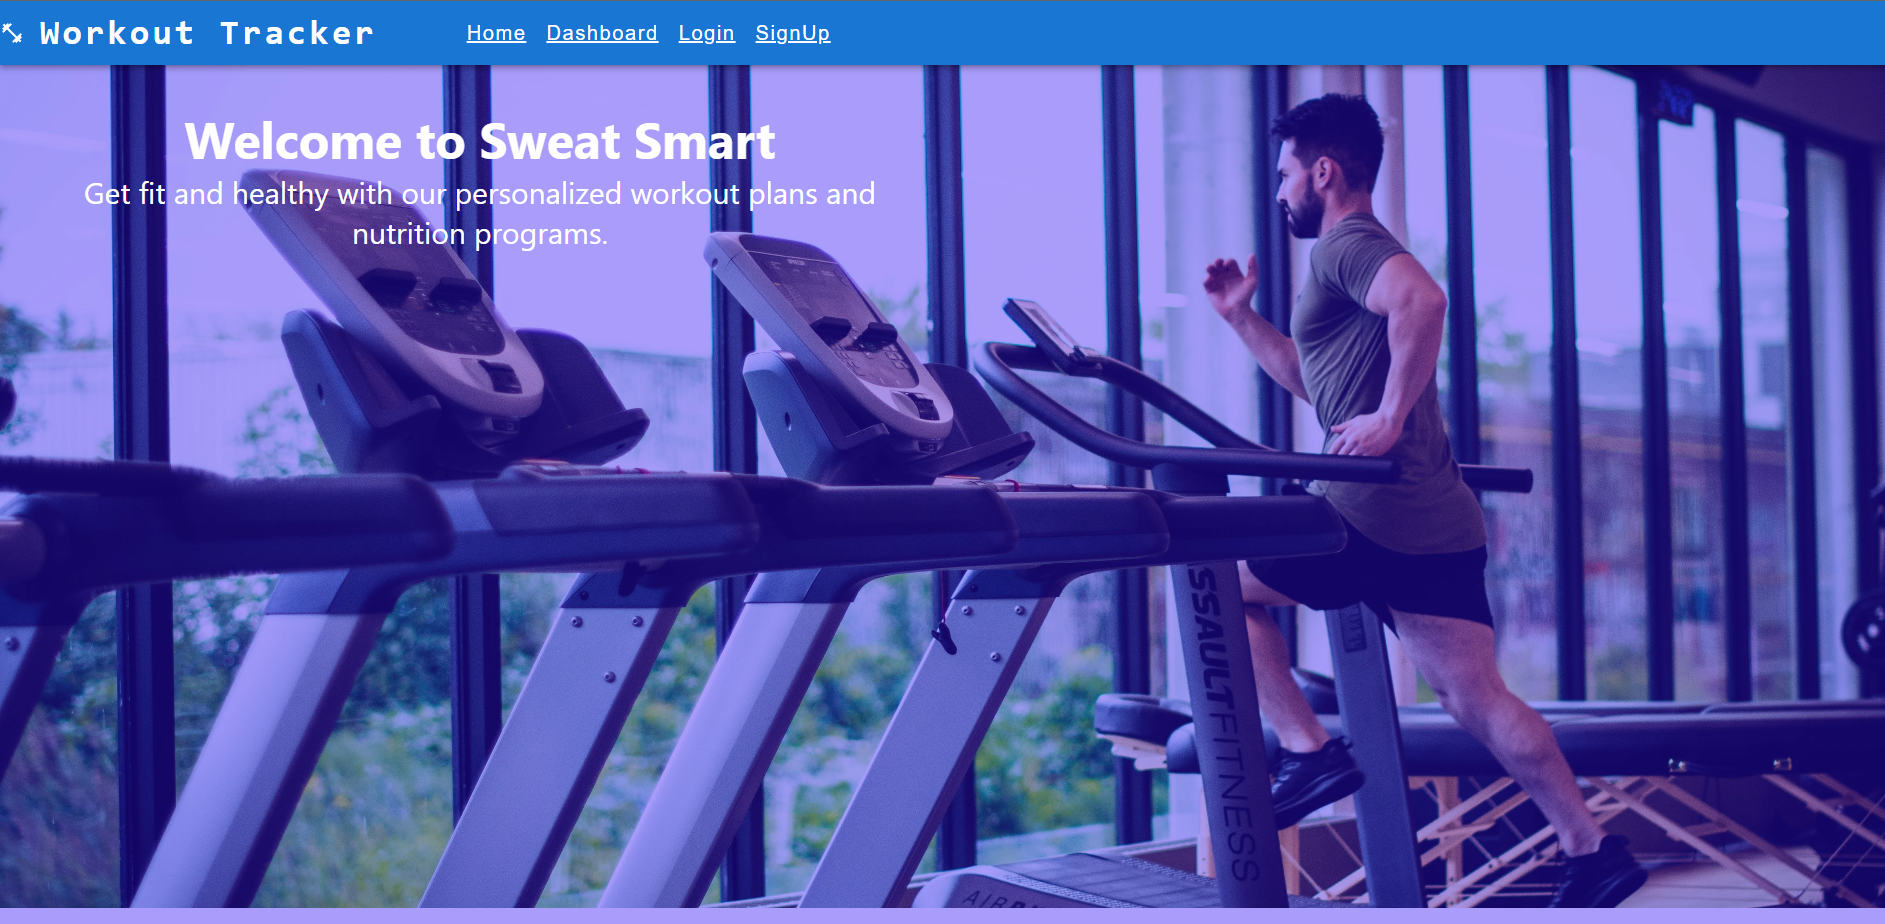 Workout Tracker
Home Dashboard Login SignUp
Welcome to Sweat Smart
Get fit and healthy with our personalized workout plans and
nutrition programs.
SSAULTFITNESS